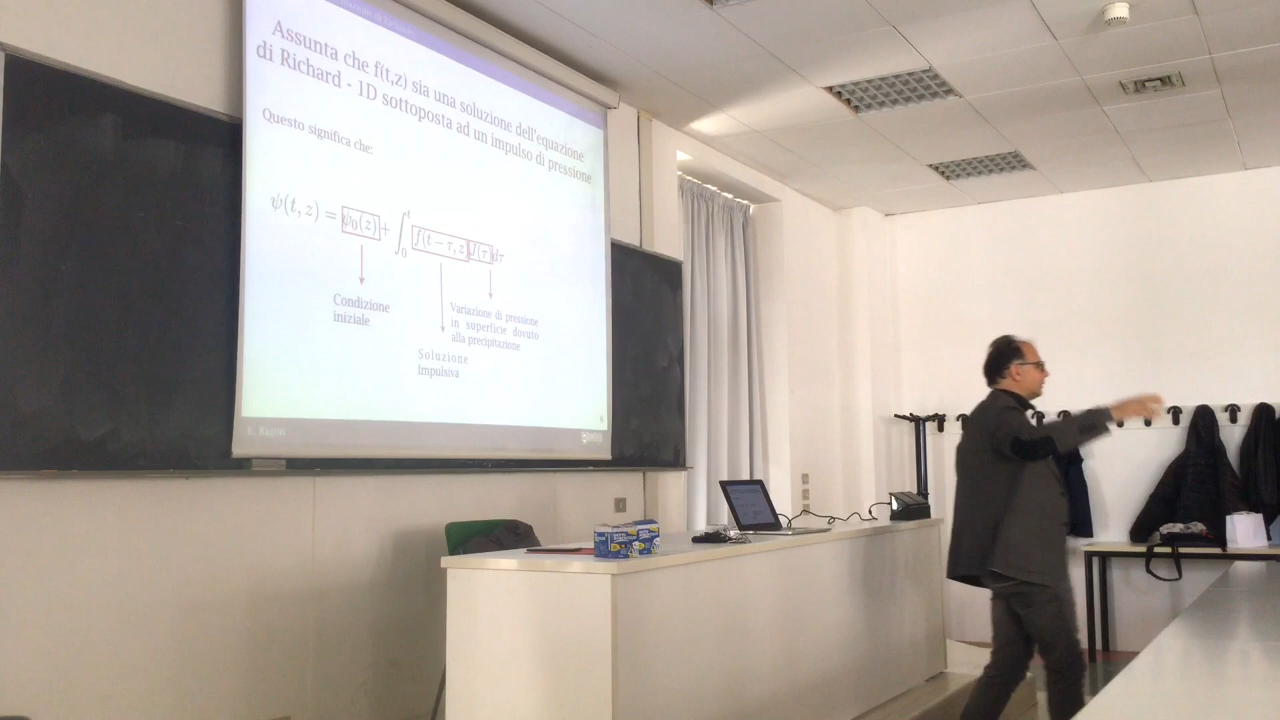 Assunta che f(t,z) sia una soluzione dell'equazione
di Richard - 1D sottoposta ad un impulso di pressione
Questo significa che:
ψ(t, z) = ψ₀(z) + ∫₀ᵗ f(t − τ, z) J(τ) dτ
Condizione
iniziale
Variazione di pressione
in superficie dovuto
alla precipitazione
Soluzione
Impulsiva